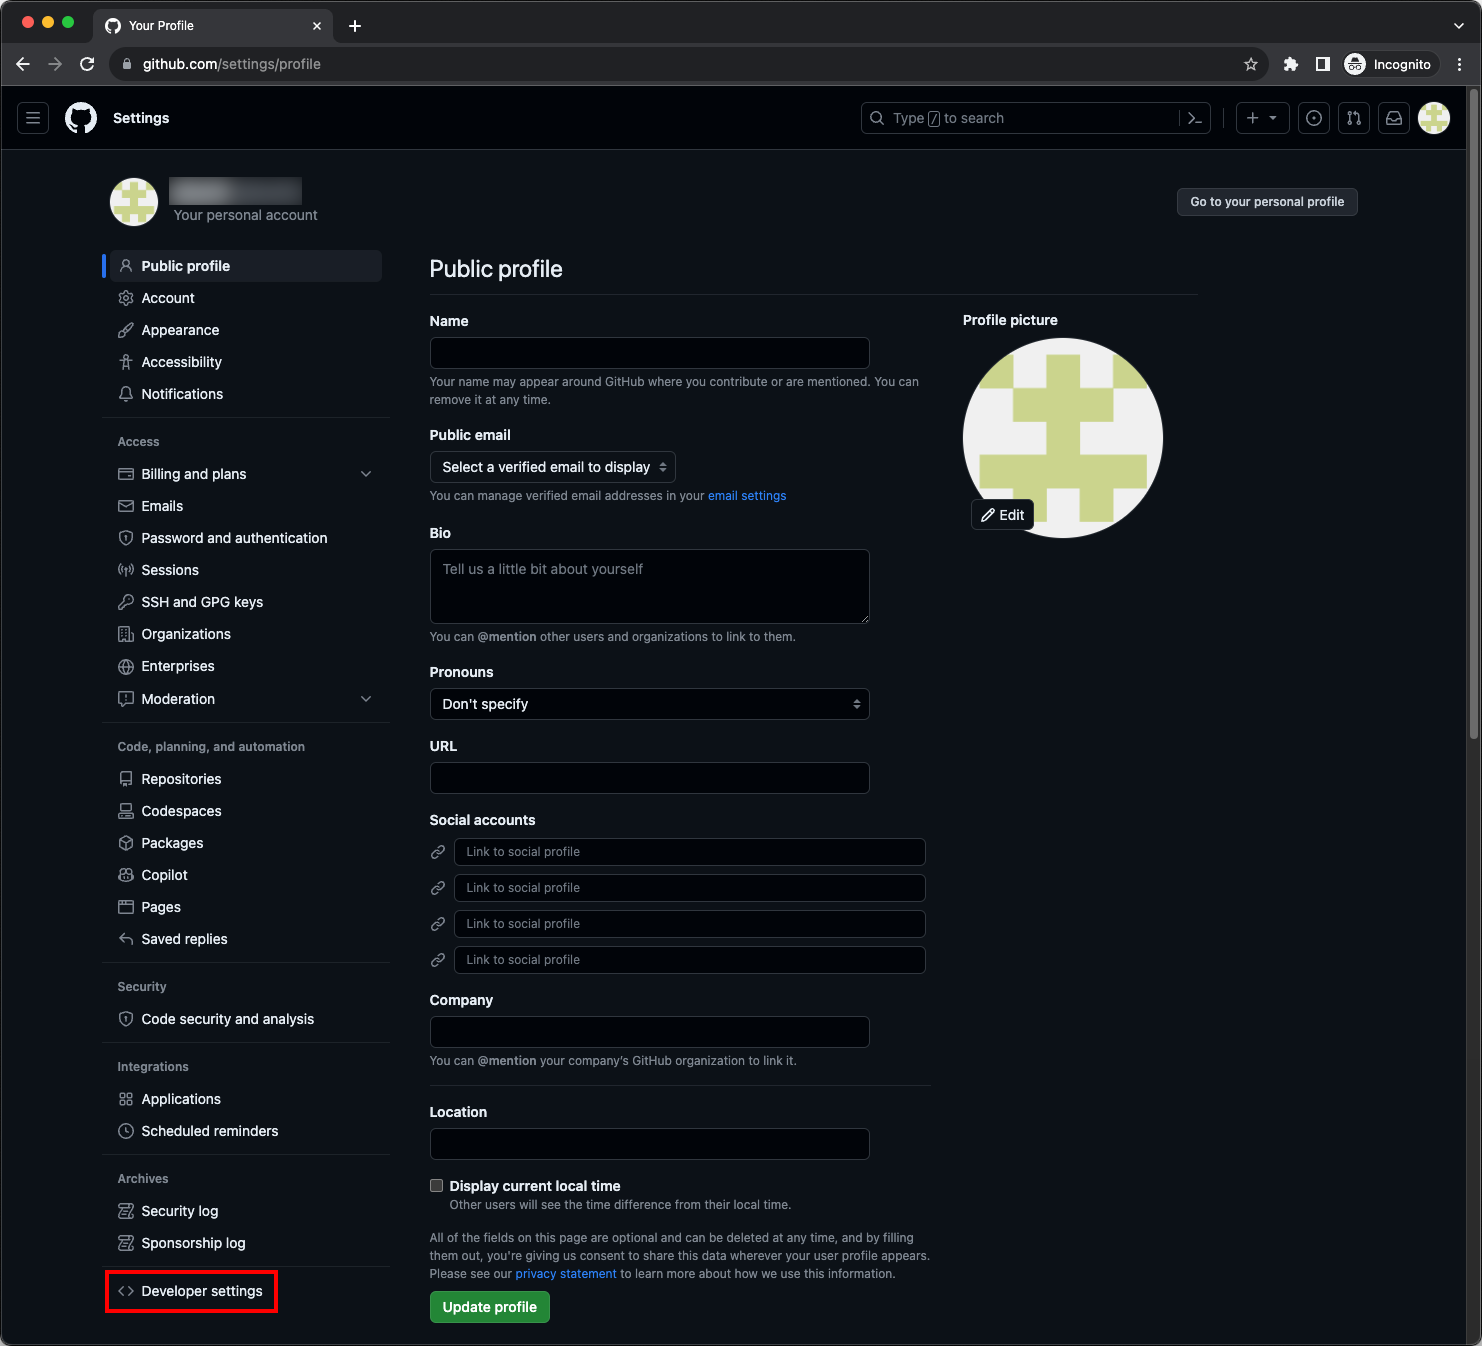 Your Profile
github.com/settings/profile
Incognito
Settings
Type / to search
Your personal account
Go to your personal profile
Public profile
Account
Appearance
Accessibility
Notifications
Access
Billing and plans
Emails
Password and authentication
Sessions
SSH and GPG keys
Organizations
Enterprises
Moderation
Code, planning, and automation
Repositories
Codespaces
Packages
Copilot
Pages
Saved replies
Security
Code security and analysis
Integrations
Applications
Scheduled reminders
Archives
Security log
Sponsorship log
Developer settings
Public profile
Name
Your name may appear around GitHub where you contribute or are mentioned. You can
remove it at any time.
Public email
Select a verified email to display
You can manage verified email addresses in your email settings
Bio
Tell us a little bit about yourself
You can @mention other users and organizations to link to them.
Pronouns
Don't specify
URL
Social accounts
Link to social profile
Link to social profile
Link to social profile
Link to social profile
Company
You can @mention your company's GitHub organization to link it.
Location
Display current local time
Other users will see the time difference from their local time.
All of the fields on this page are optional and can be deleted at any time, and by filling
them out, you're giving us consent to share this data wherever your user profile appears.
Please see our privacy statement to learn more about how we use this information.
Update profile
Profile picture
Edit